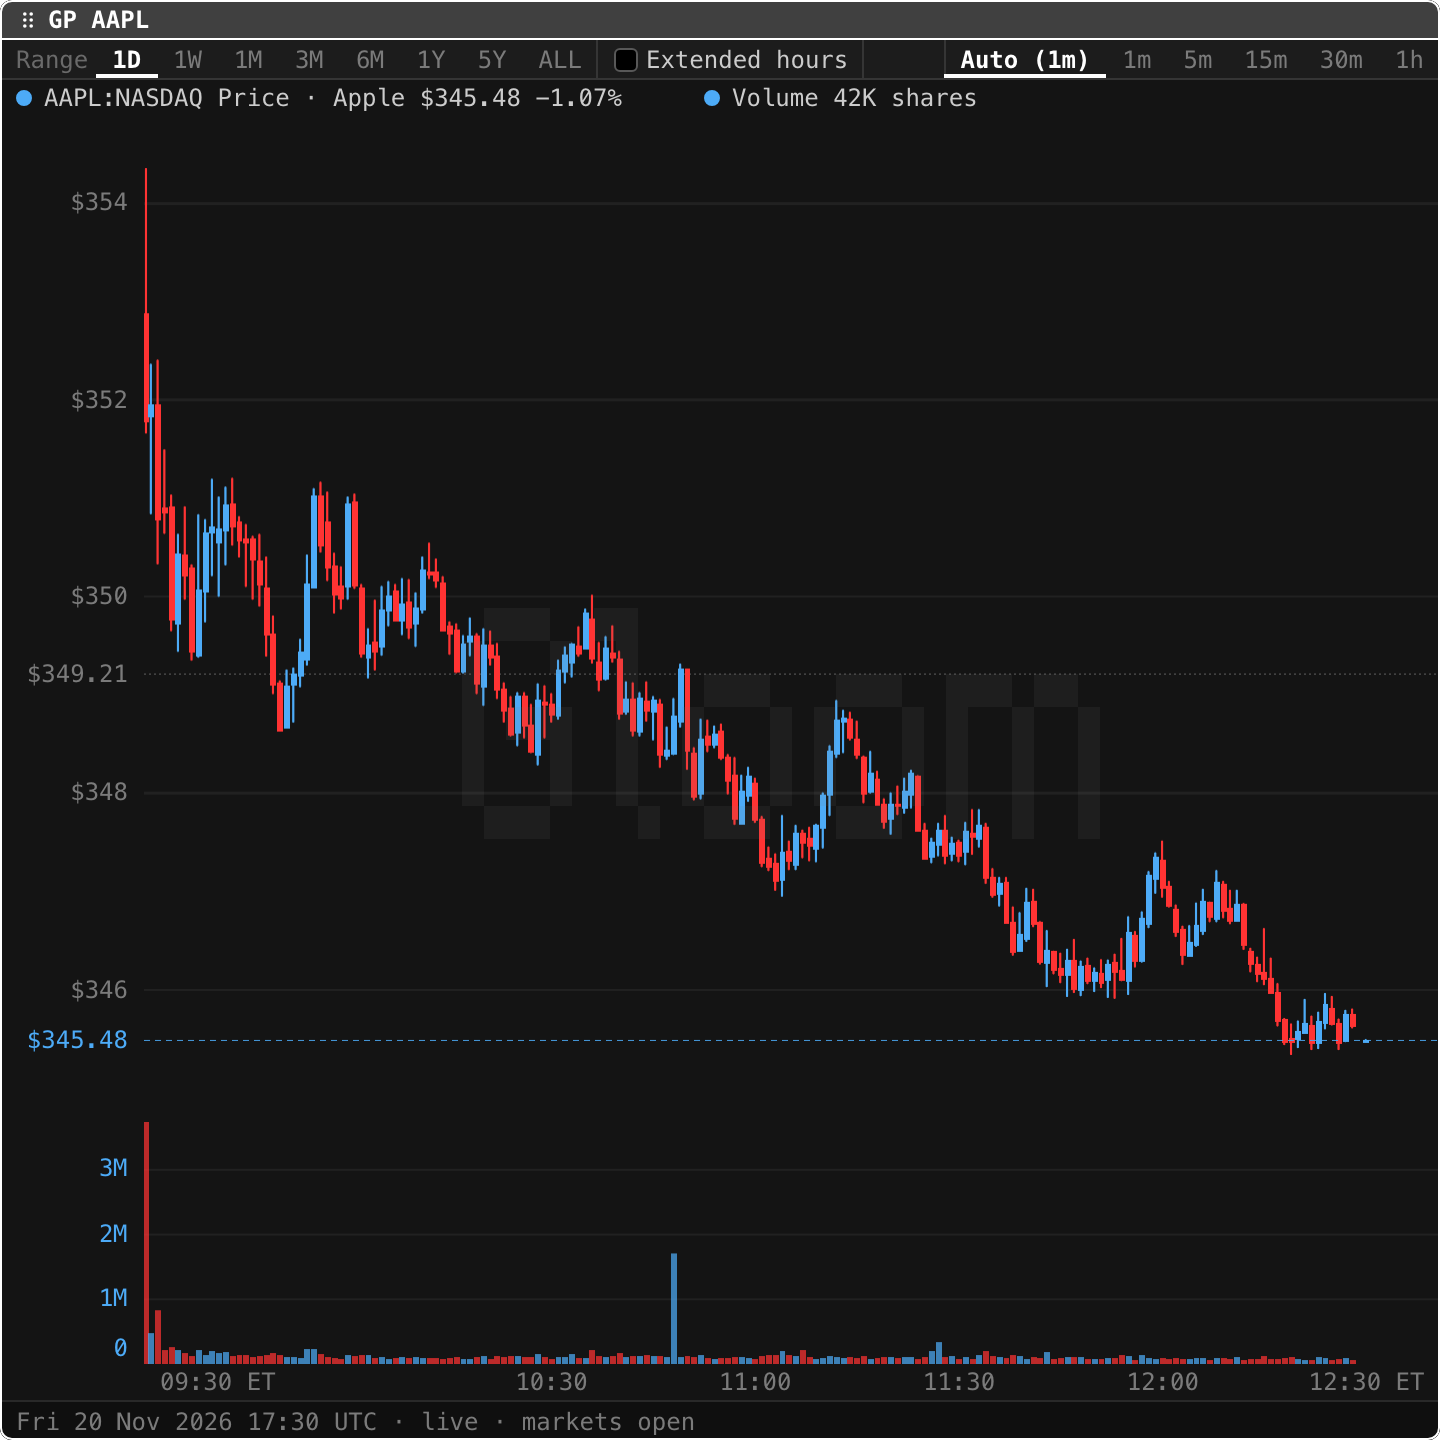 GP AAPL
Range 1D 1W 1M 3M 6M 1Y 5Y ALL Extended hours Auto (1m) 1m 5m 15m 30m 1h
AAPL:NASDAQ Price · Apple $345.48 −1.07% Volume 42K shares
$354
$352
$350
$349.21
$348
$346
$345.48
3M
2M
1M
0
09:30 ET 10:30 11:00 11:30 12:00 12:30 ET
Fri 20 Nov 2026 17:30 UTC · live · markets open